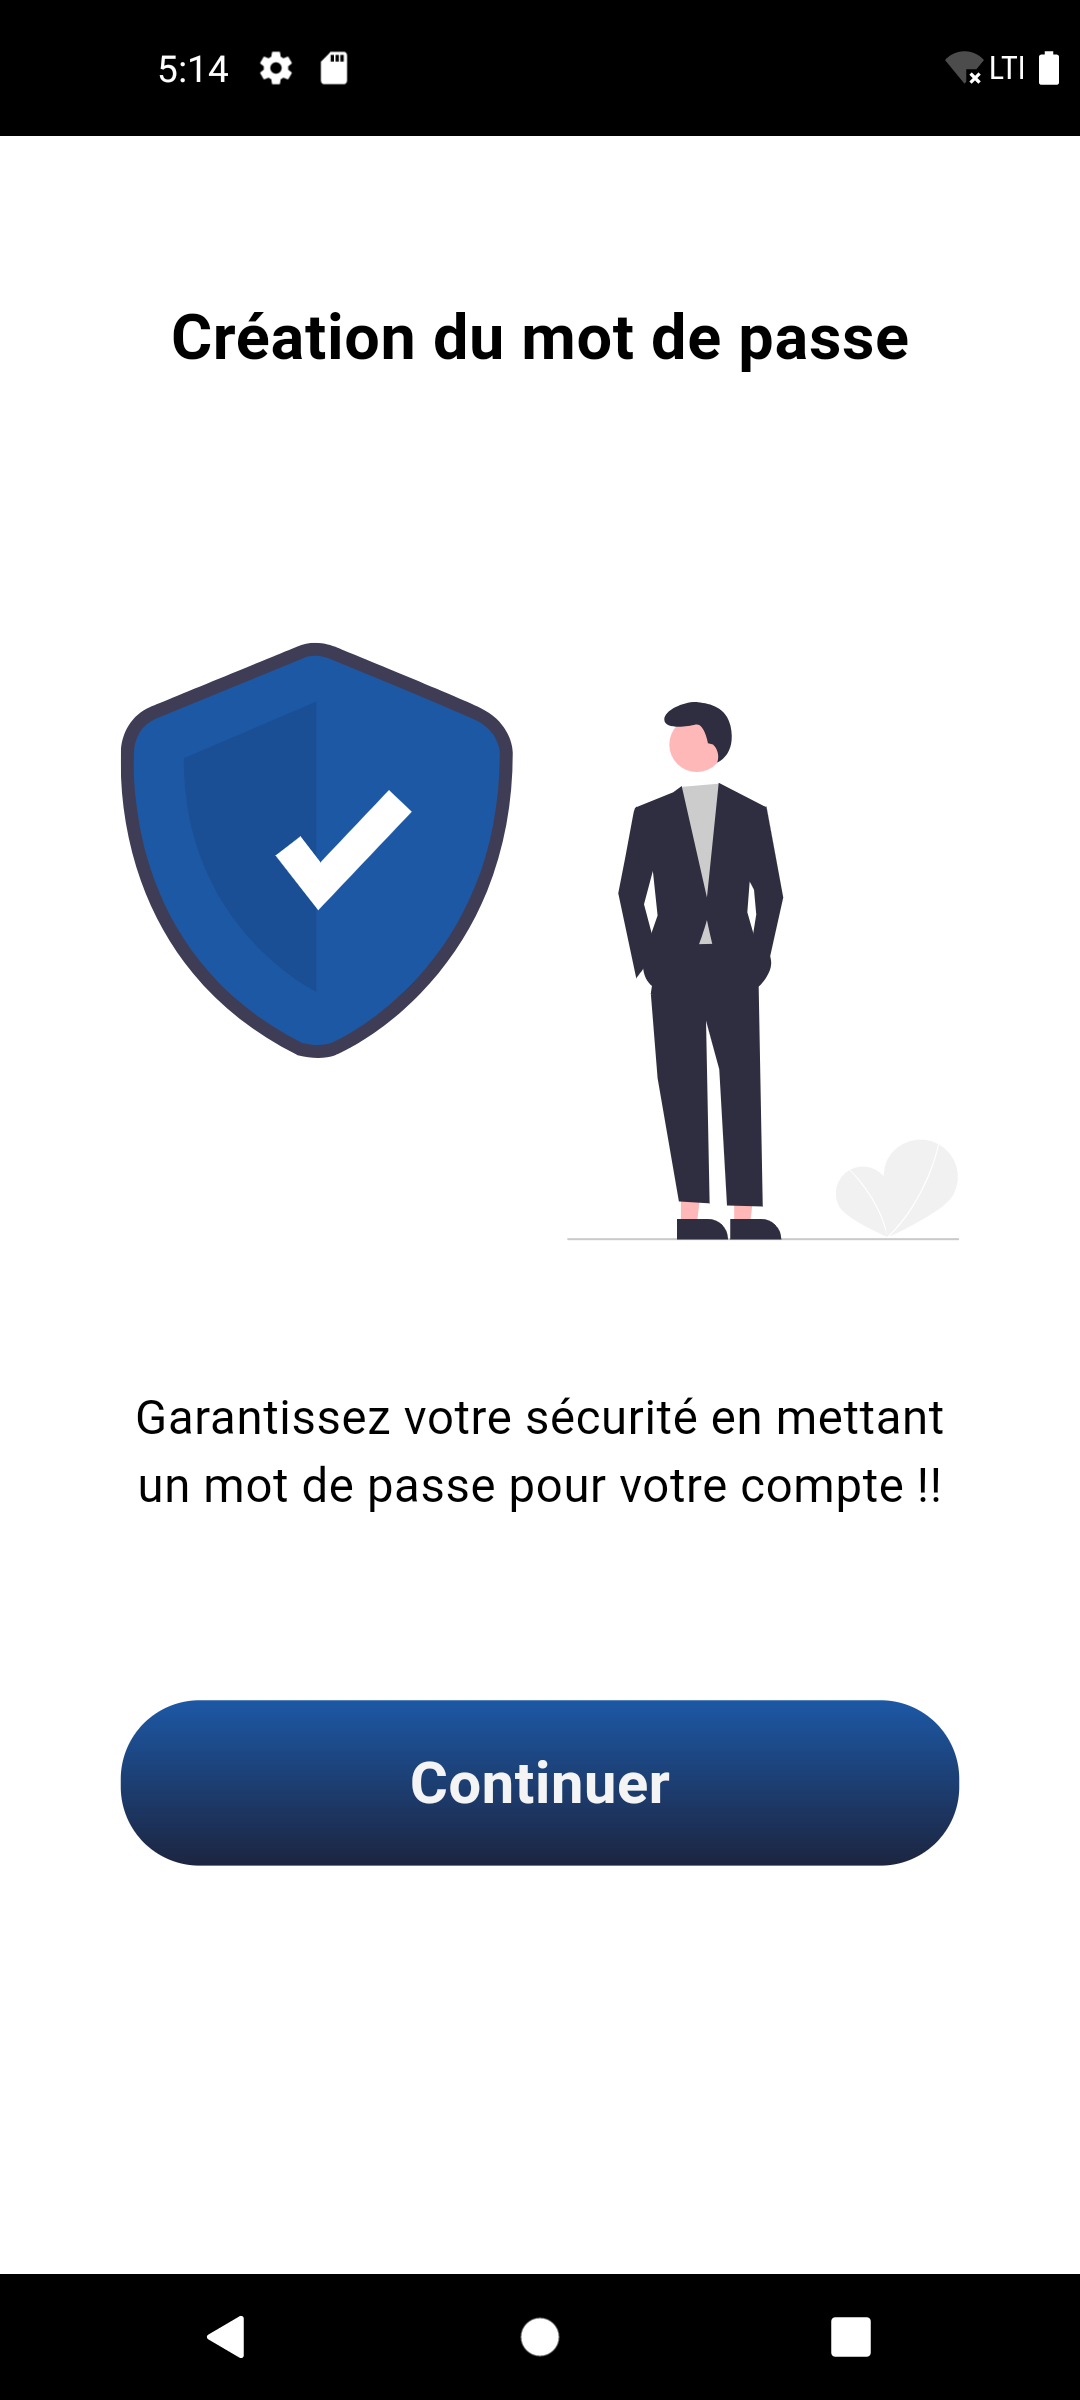 5:14
LTI
Création du mot de passe
Garantissez votre sécurité en mettant
un mot de passe pour votre compte !!
Continuer